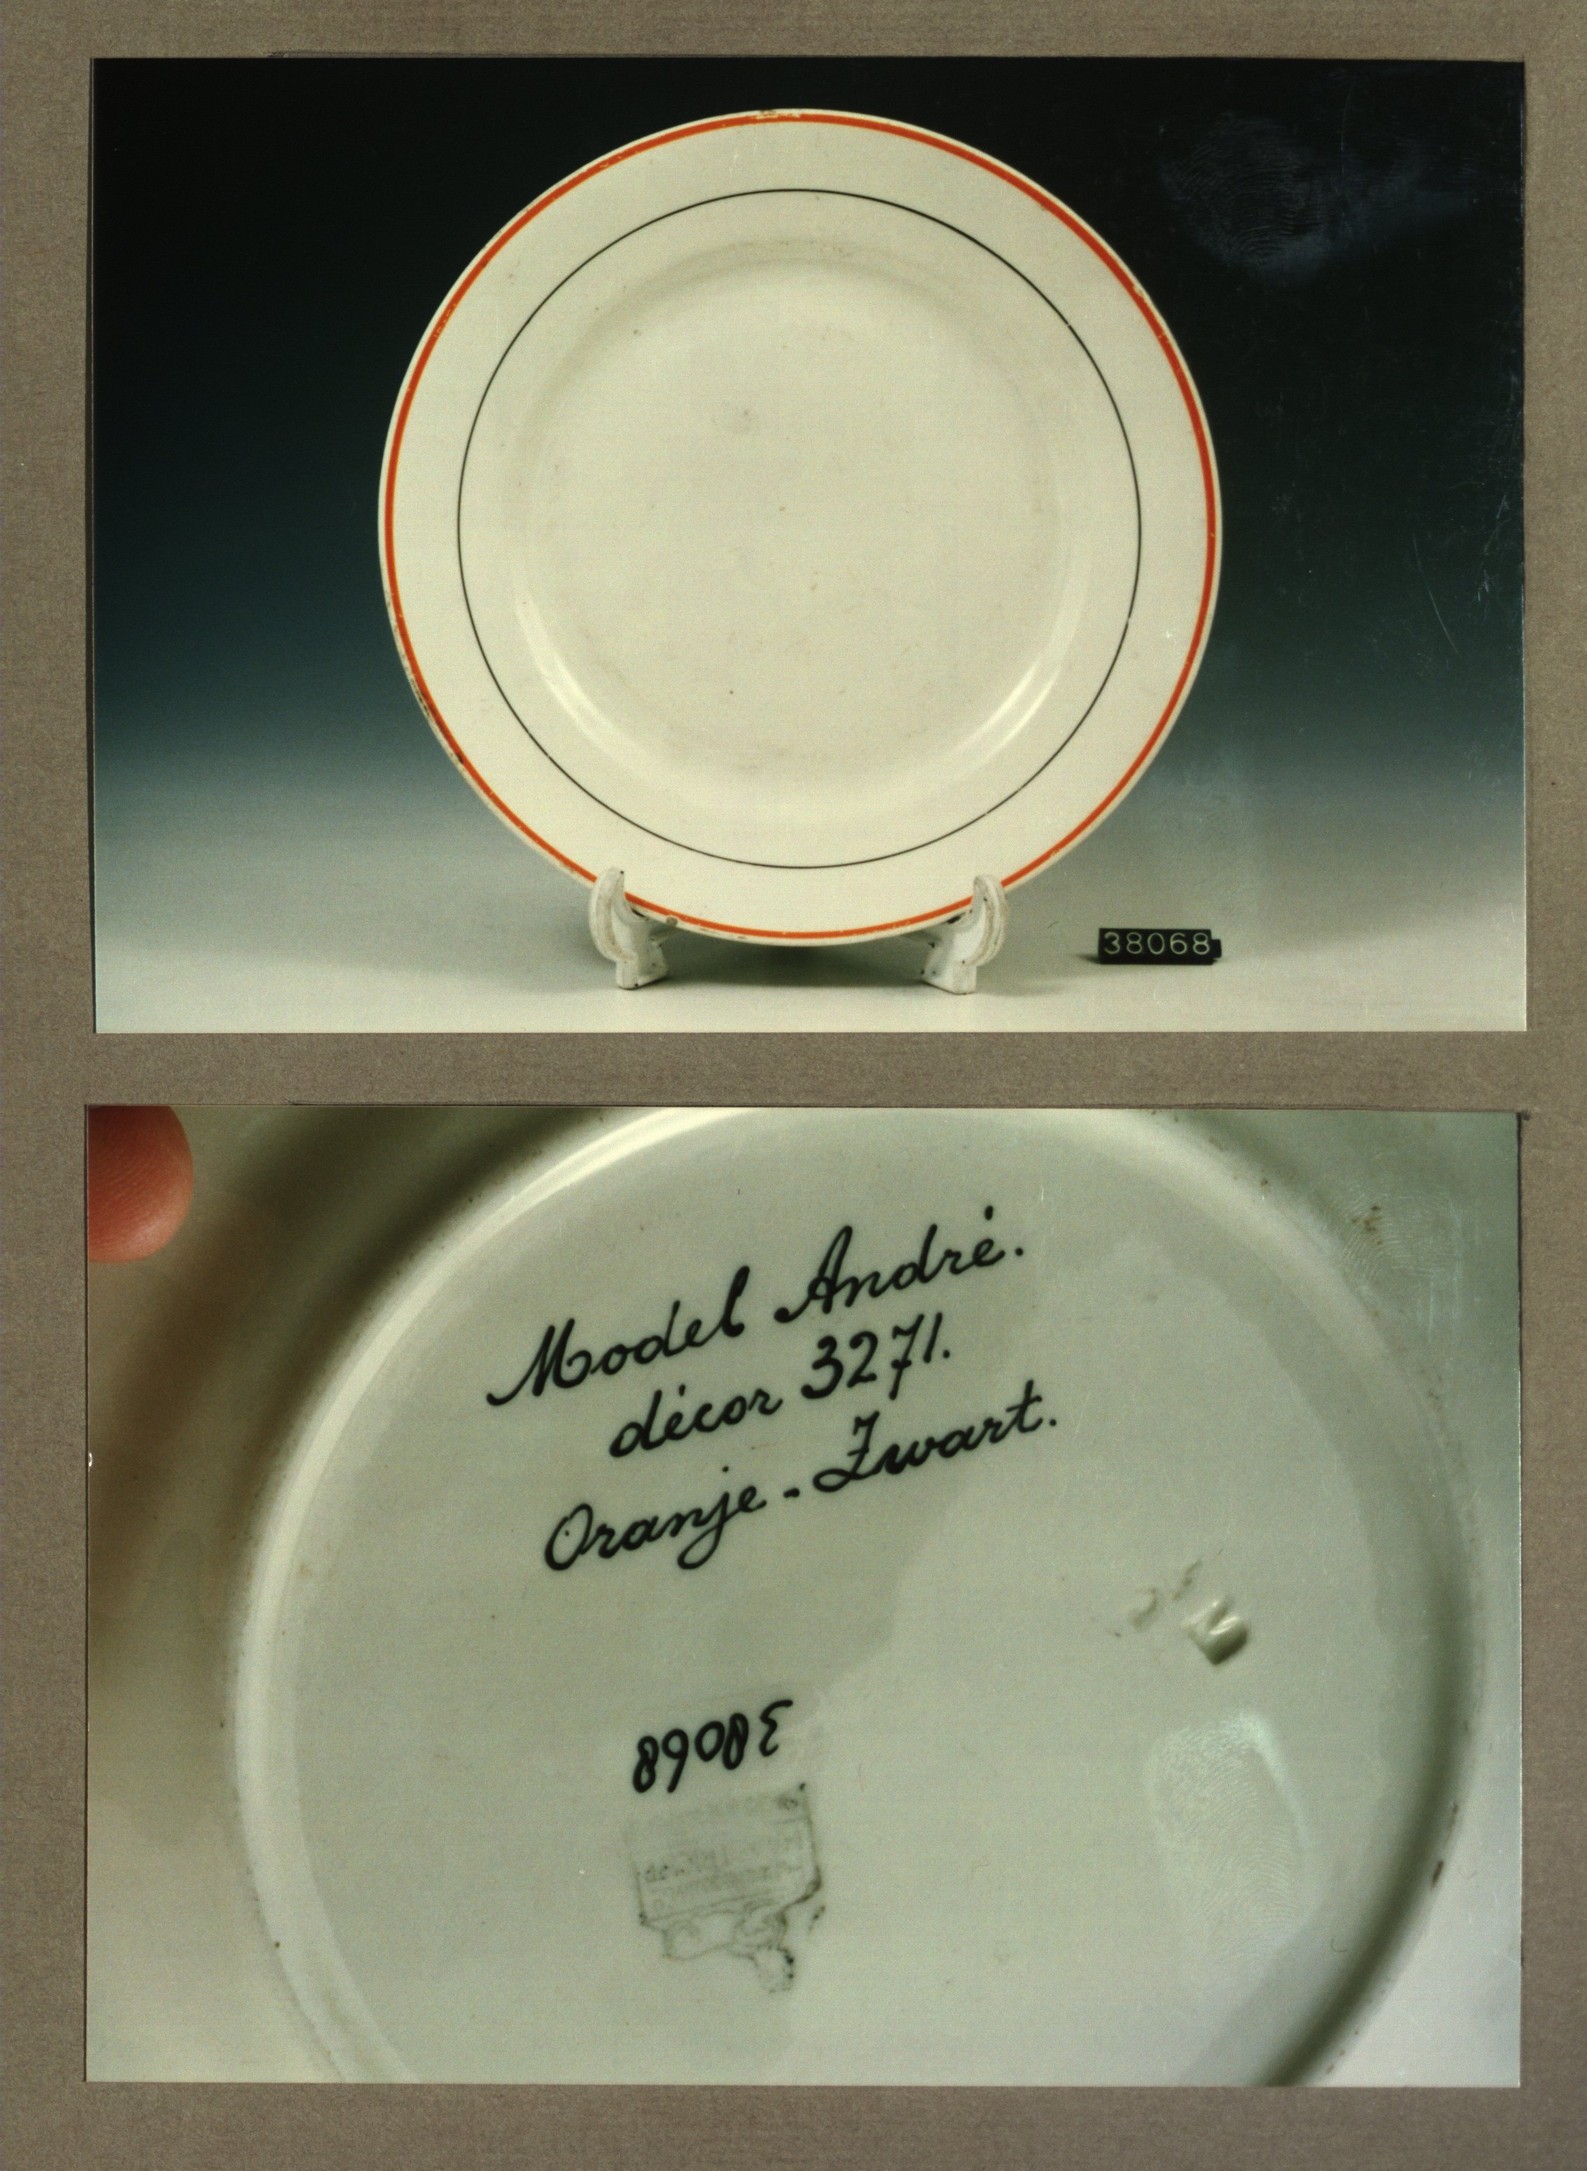 38068
Model André.
décor 3271.
Oranje - Zwart.
38068